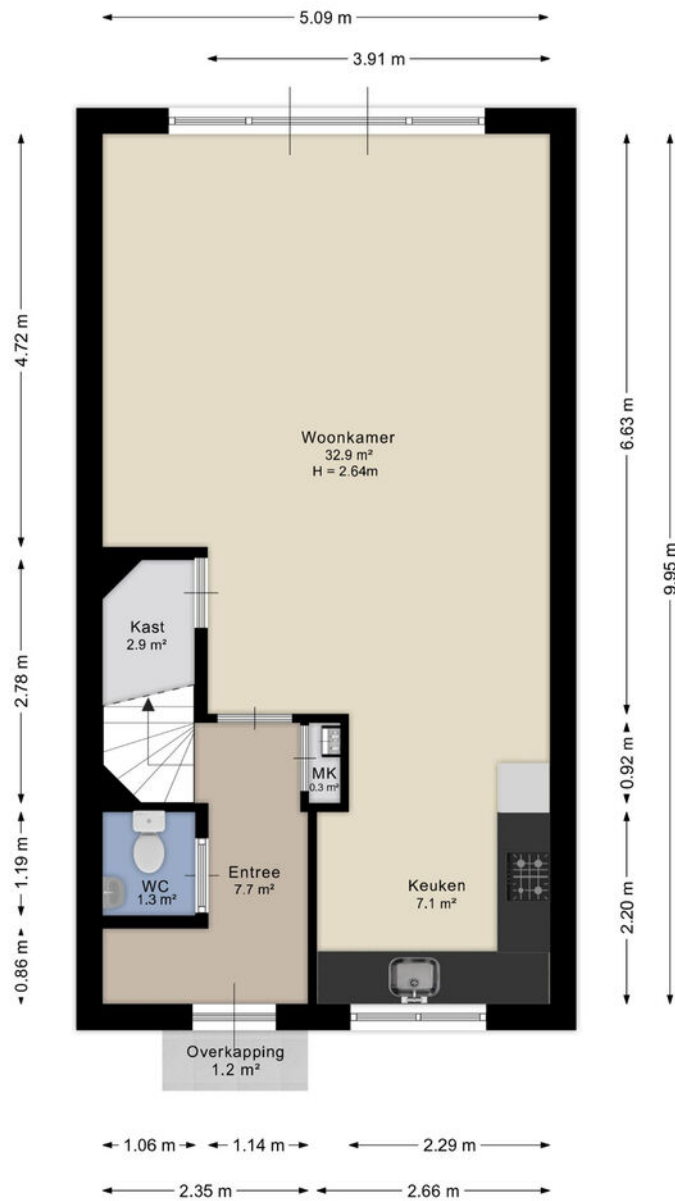 5.09 m
3.91 m
4.72 m
6.63 m
9.95 m
Woonkamer
32.9 m²
H = 2.64m
Kast
2.9 m²
2.78 m
0.92 m
MK
0.3 m²
1.19 m
WC
1.3 m²
Entree
7.7 m²
Keuken
7.1 m²
2.20 m
0.86 m
Overkapping
1.2 m²
1.06 m
1.14 m
2.29 m
2.35 m
2.66 m